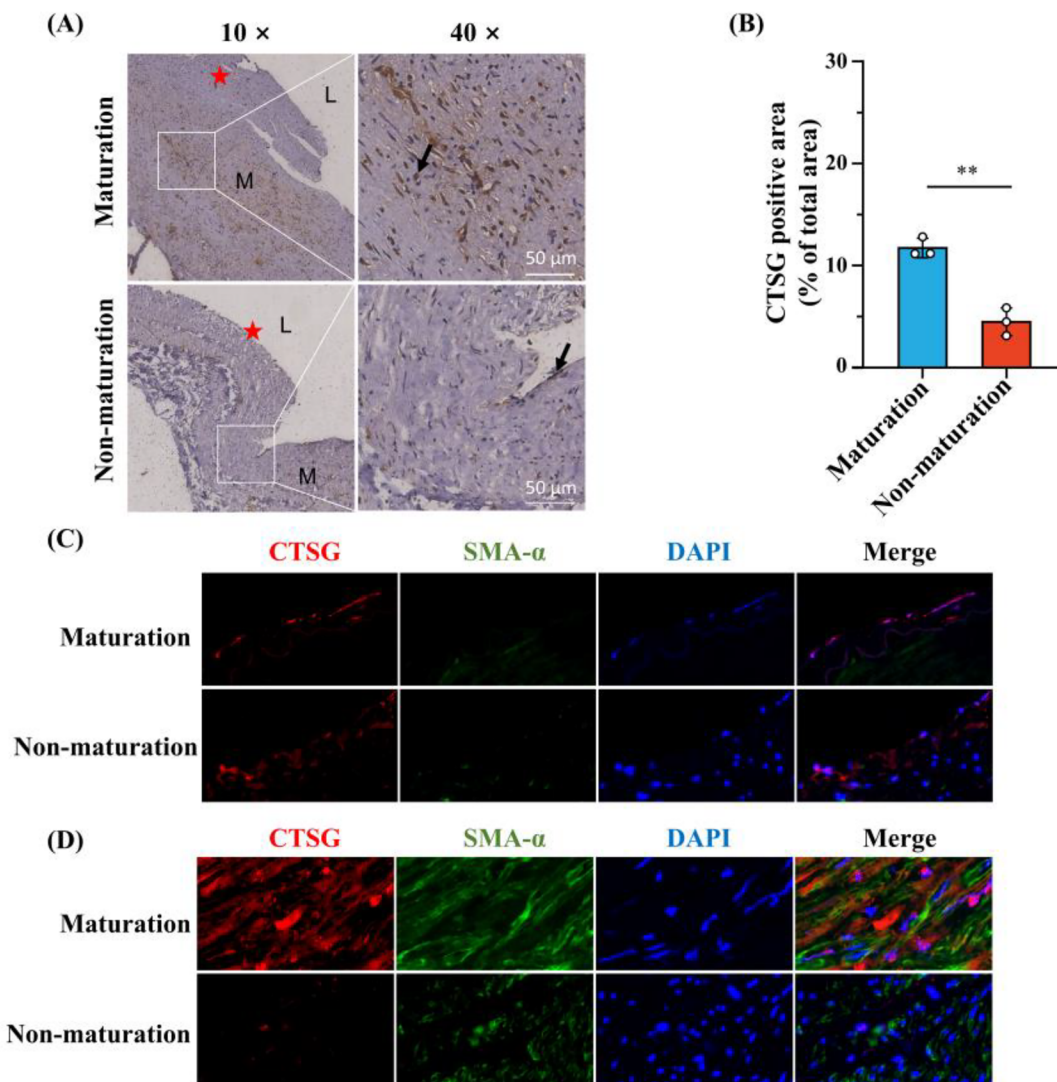 (A)
10 × 40 ×
Maturation
L
M
50 μm
Non-maturation
L
M
50 μm
(B)
CTSG positive area
(% of total area)
30
20
10
0
**
Maturation
Non-maturation
(C)
CTSG SMA-α DAPI Merge
Maturation
Non-maturation
(D)
CTSG SMA-α DAPI Merge
Maturation
Non-maturation